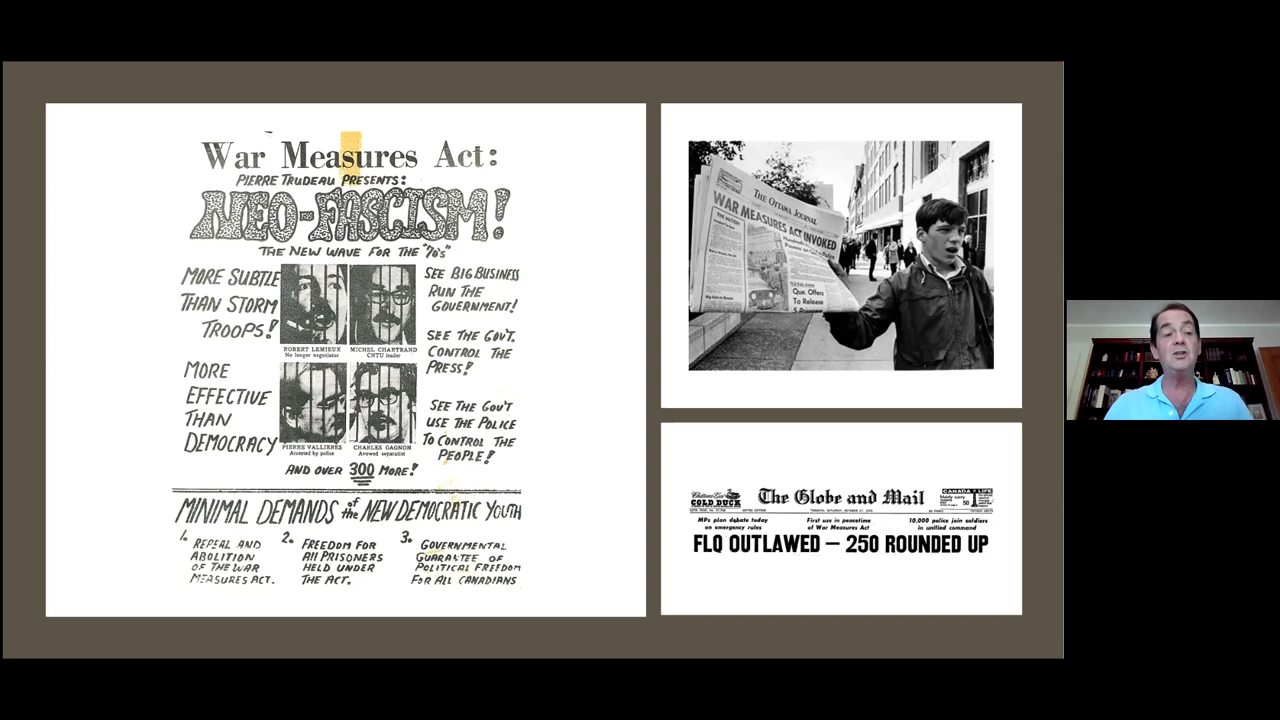 War Measures Act:
PIERRE TRUDEAU PRESENTS:
NEO-FASCISM!
THE NEW WAVE FOR THE "70's"
MORE SUBTLE
THAN STORM
TROOPS!
MORE
EFFECTIVE
THAN
DEMOCRACY
ROBERT LEMIEUX
No longer negotiator
MICHEL CHARTRAND
CNTU leader
PIERRE VALLIERES
Arrested by police
CHARLES GAGNON
Avowed separatist
SEE BIG BUSINESS
RUN THE
GOVERNMENT!
SEE THE GOV'T.
CONTROL THE
PRESS!
SEE THE GOV'T
USE THE POLICE
TO CONTROL THE
PEOPLE!
AND OVER 300 MORE!
MINIMAL DEMANDS of the NEW DEMOCRATIC YOUTH
1. REPEAL AND
ABOLITION
OF THE WAR
MEASURES ACT.
2. FREEDOM FOR
All PRISONERS
HELD UNDER
THE ACT.
3. GOVERNMENTAL
GUARANTEE OF
POLITICAL FREEDOM
FOR ALL CANADIANS
THE OTTAWA JOURNAL
WAR MEASURES ACT INVOKED
Que. Offers
To Release
5
COLD DUCK
The Globe and Mail
CANADA LIFE
MPs plan debate today
on emergency rules
First use in peacetime
of War Measures Act
10,000 police join soldiers
in unified command
FLQ OUTLAWED — 250 ROUNDED UP